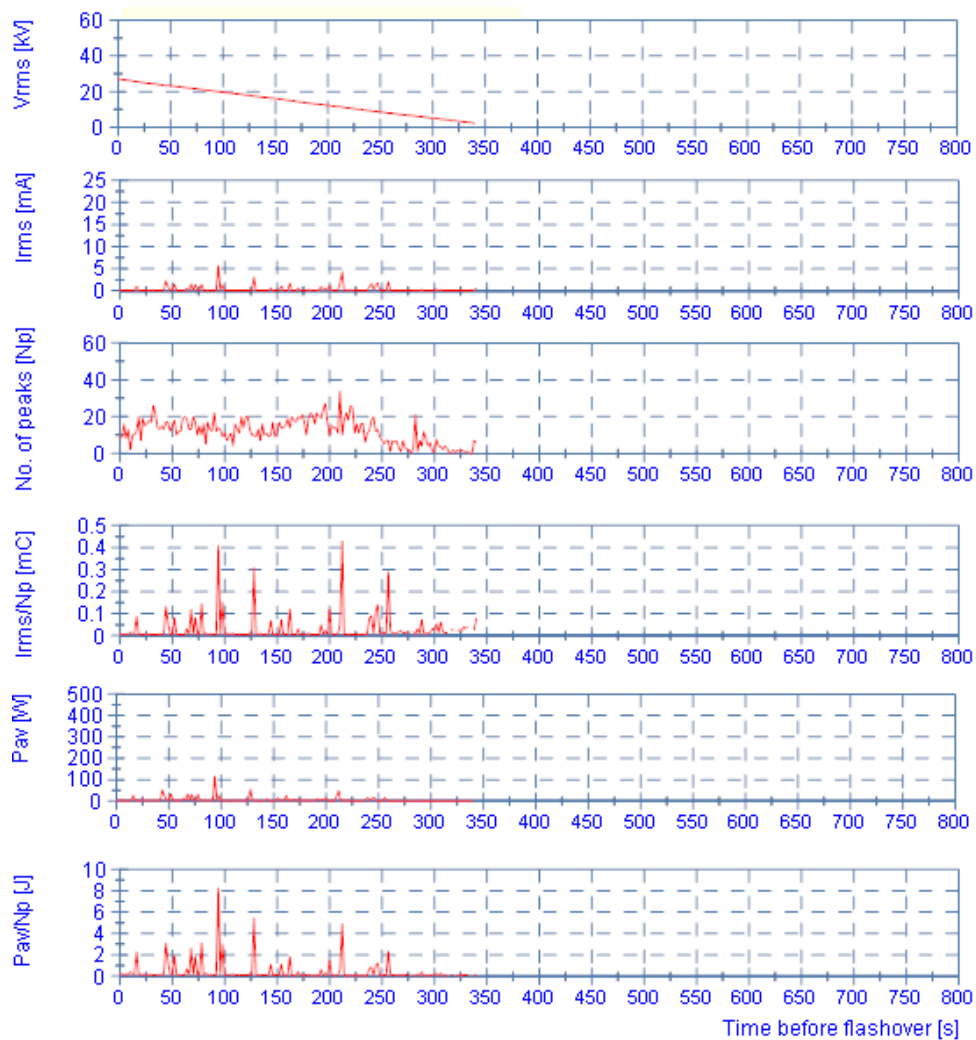 Vrms [kV]
60
40
20
0
0 50 100 150 200 250 300 350 400 450 500 550 600 650 700 750 800
Irms [mA]
25
20
15
10
5
0
0 50 100 150 200 250 300 350 400 450 500 550 600 650 700 750 800
No. of peaks [Np]
60
40
20
0
0 50 100 150 200 250 300 350 400 450 500 550 600 650 700 750 800
Irms/Np [mC]
0.5
0.4
0.3
0.2
0.1
0
0 50 100 150 200 250 300 350 400 450 500 550 600 650 700 750 800
Pav [W]
500
400
300
200
100
0
0 50 100 150 200 250 300 350 400 450 500 550 600 650 700 750 800
Pav/Np [J]
10
8
6
4
2
0
0 50 100 150 200 250 300 350 400 450 500 550 600 650 700 750 800
Time before flashover [s]